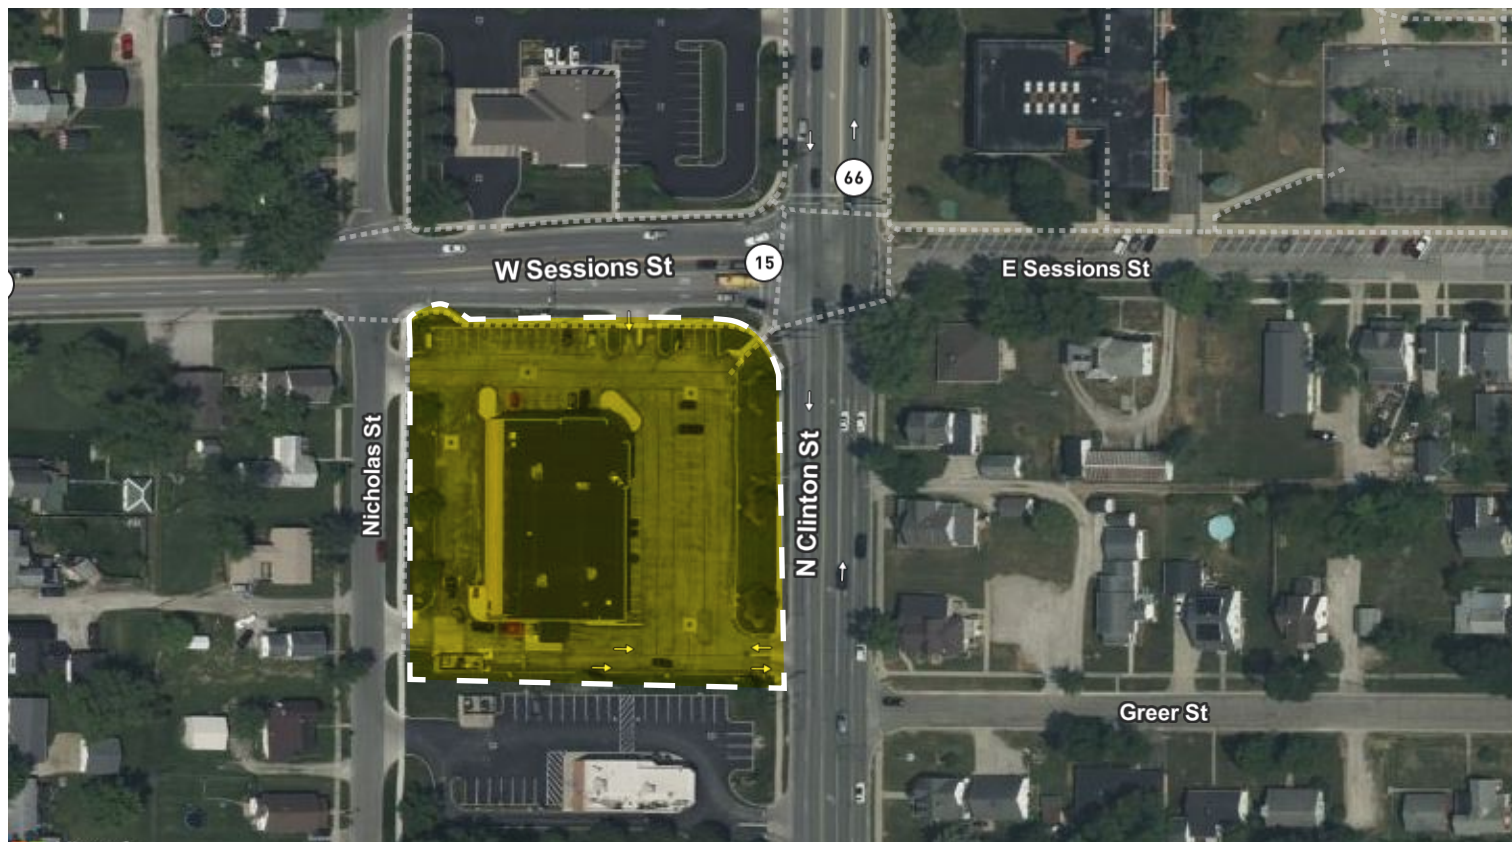 66
W Sessions St
15
E Sessions St
Nicholas St
N Clinton St
Greer St